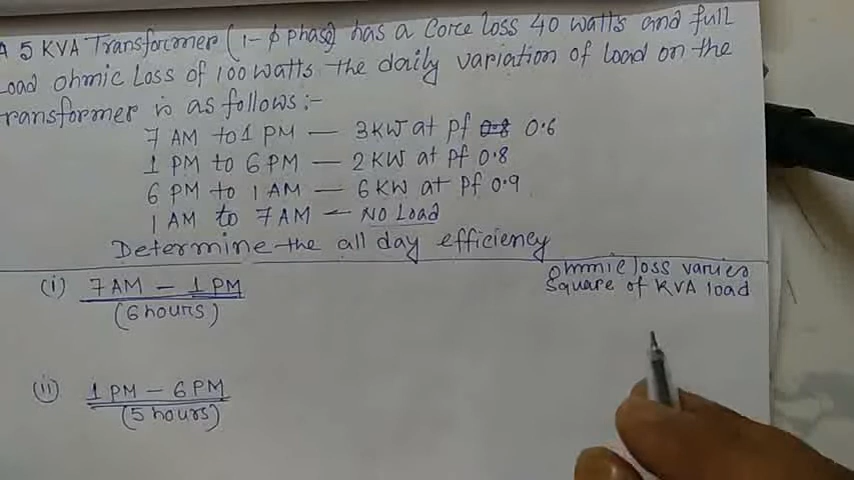 A 5 KVA Transformer (1-ϕ phase) has a Core loss 40 watts and full
Load ohmic Loss of 100 watts the daily variation of load on the
transformer is as follows:-
7 AM to 1 PM — 3KW at Pf 0.8 0.6
1 PM to 6 PM — 2 KW at Pf 0.8
6 PM to 1 AM — 6 KW at Pf 0.9
1 AM to 7 AM — No Load
Determine the all day efficiency
(i) 7 AM - 1 PM
(6 hours)
ohmic loss varies
square of KVA load
(ii) 1 PM - 6 PM
(5 hours)